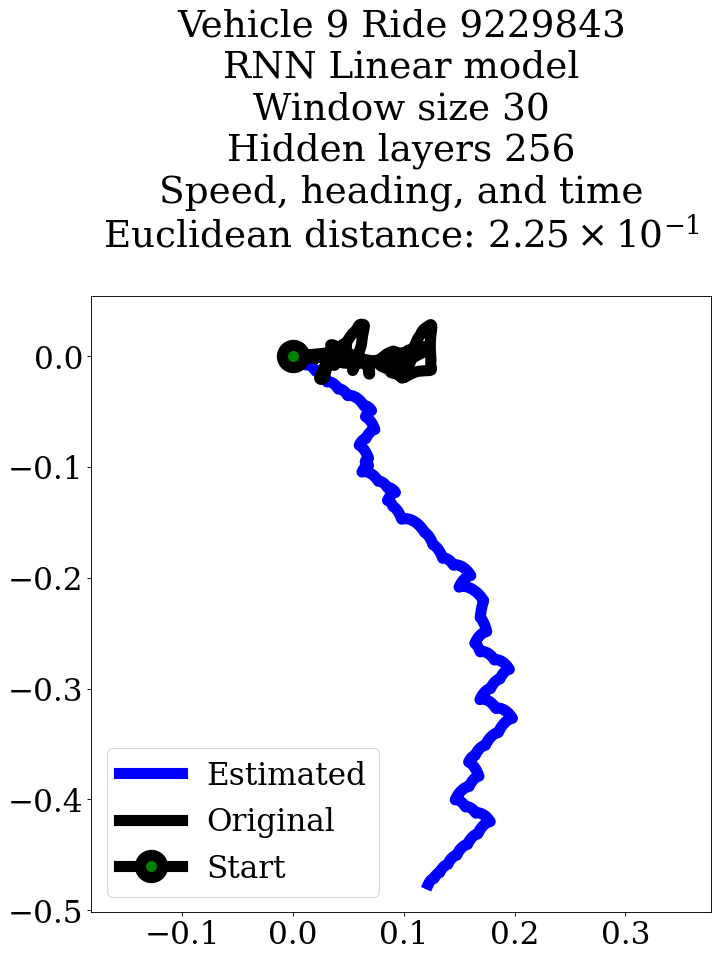 Vehicle 9 Ride 9229843
RNN Linear model
Window size 30
Hidden layers 256
Speed, heading, and time
Euclidean distance: 2.25 × 10⁻¹
0.0
−0.1
−0.2
−0.3
−0.4
−0.5
Estimated
Original
Start
−0.1 0.0 0.1 0.2 0.3